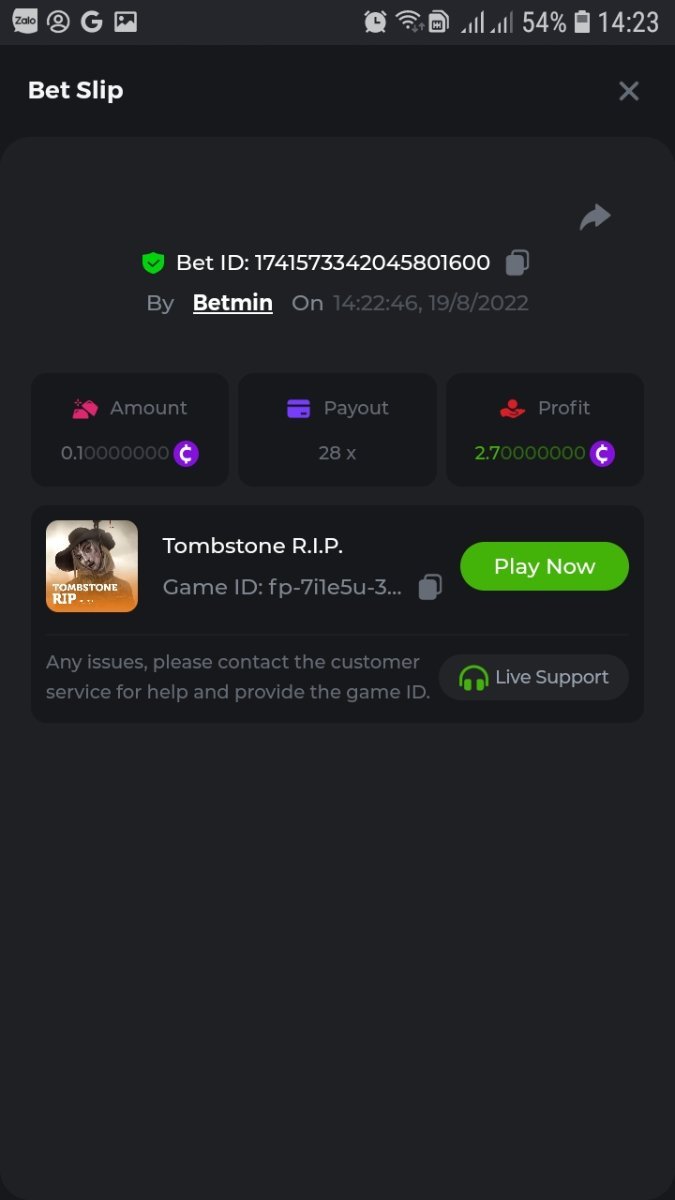 Zalo 54% 14:23
Bet Slip
Bet ID: 1741573342045801600
By Betmin On 14:22:46, 19/8/2022
Amount Payout Profit
0.10000000 28 x 2.70000000
TOMBSTONE
RIP
Tombstone R.I.P.
Game ID: fp-7i1e5u-3...
Play Now
Any issues, please contact the customer
service for help and provide the game ID.
Live Support